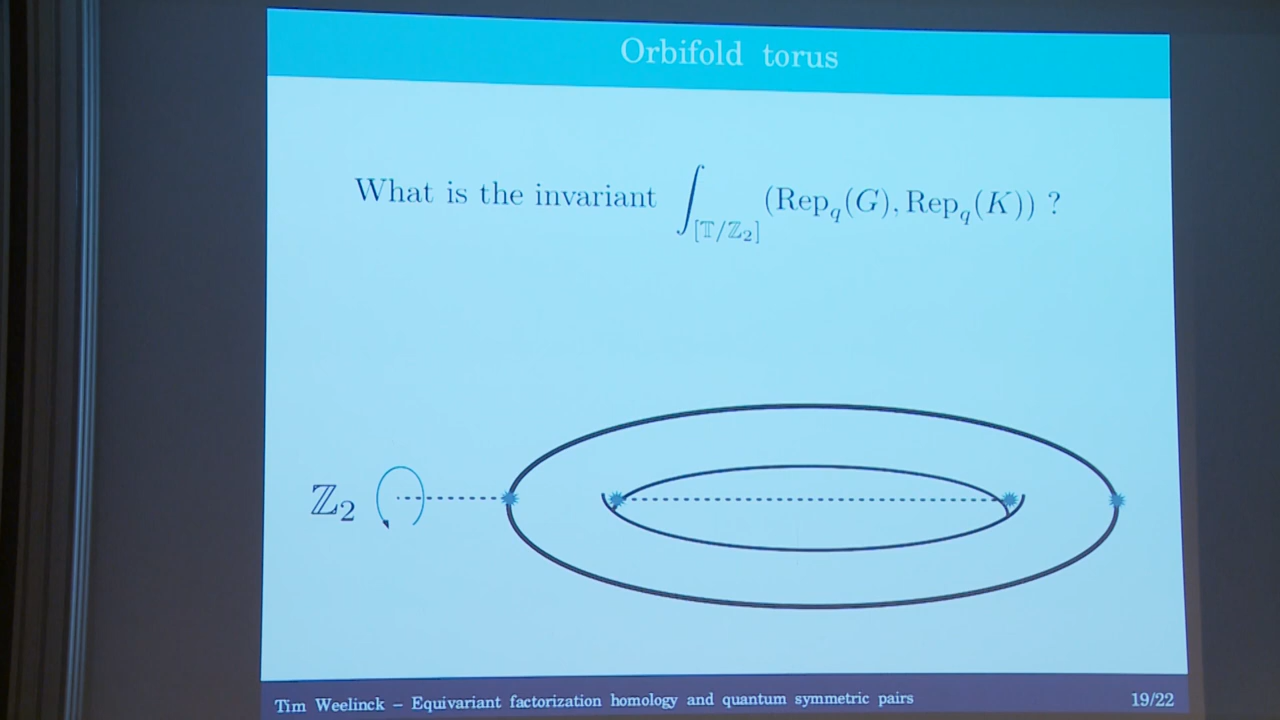 Orbifold torus
What is the invariant ∫_{[𝕋/ℤ₂]} (Rep_q(G), Rep_q(K)) ?
ℤ₂
Tim Weelinck – Equivariant factorization homology and quantum symmetric pairs 19/22